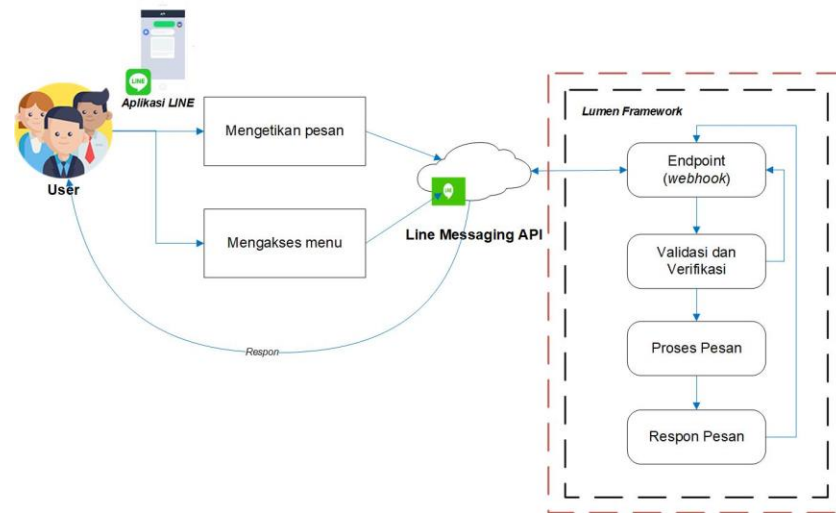 LINE
Aplikasi LINE
User
Mengetikan pesan
Mengakses menu
Line Messaging API
Respon
Lumen Framework
Endpoint
(webhook)
Validasi dan
Verifikasi
Proses Pesan
Respon Pesan